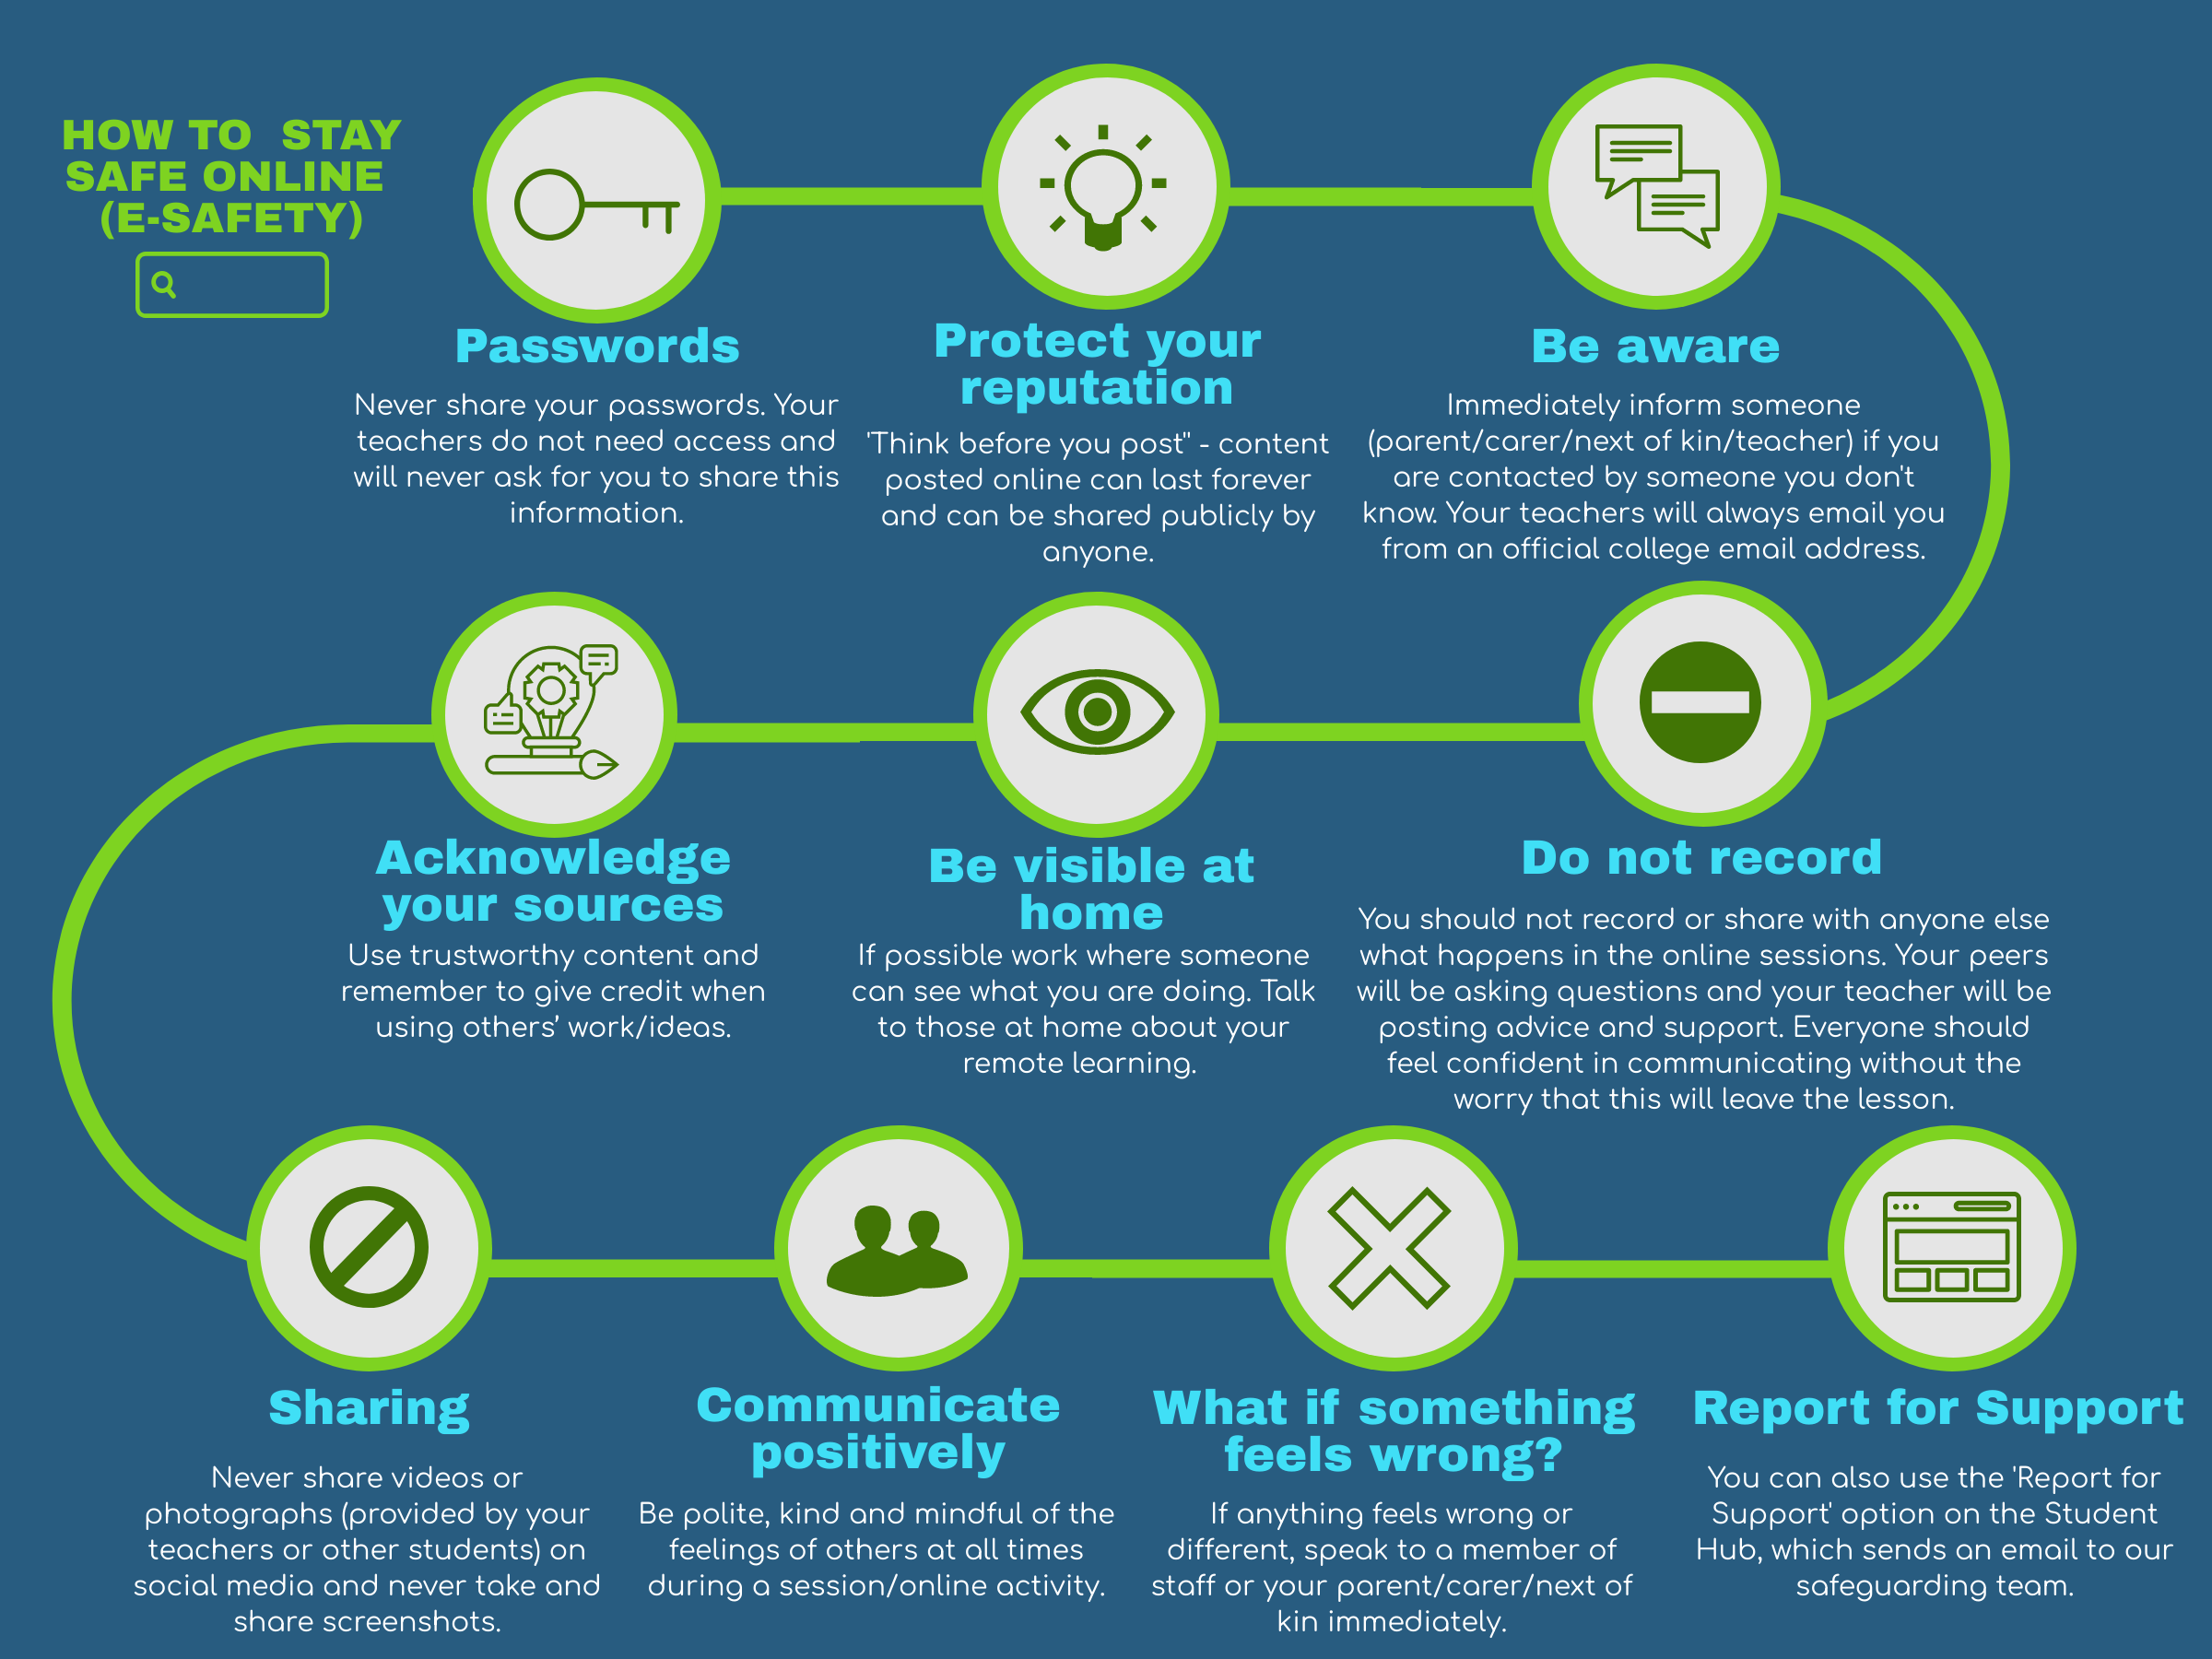 HOW TO STAY
SAFE ONLINE
(E-SAFETY)
Passwords
Never share your passwords. Your
teachers do not need access and
will never ask for you to share this
information.
Protect your
reputation
'Think before you post" - content
posted online can last forever
and can be shared publicly by
anyone.
Be aware
Immediately inform someone
(parent/carer/next of kin/teacher) if you
are contacted by someone you don't
know. Your teachers will always email you
from an official college email address.
Do not record
You should not record or share with anyone else
what happens in the online sessions. Your peers
will be asking questions and your teacher will be
posting advice and support. Everyone should
feel confident in communicating without the
worry that this will leave the lesson.
Be visible at
home
If possible work where someone
can see what you are doing. Talk
to those at home about your
remote learning.
Acknowledge
your sources
Use trustworthy content and
remember to give credit when
using others’ work/ideas.
Sharing
Never share videos or
photographs (provided by your
teachers or other students) on
social media and never take and
share screenshots.
Communicate
positively
Be polite, kind and mindful of the
feelings of others at all times
during a session/online activity.
What if something
feels wrong?
If anything feels wrong or
different, speak to a member of
staff or your parent/carer/next of
kin immediately.
Report for Support
You can also use the 'Report for
Support' option on the Student
Hub, which sends an email to our
safeguarding team.